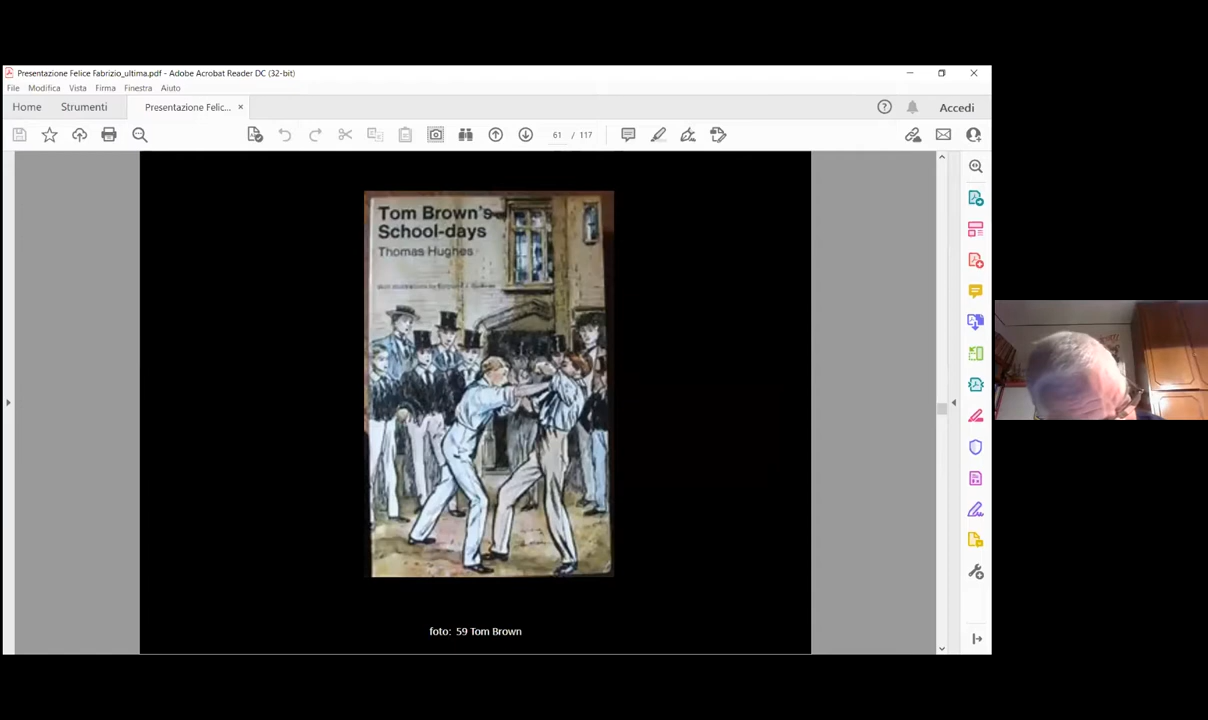 Presentazione Felice Fabrizio_ultima.pdf - Adobe Acrobat Reader DC (32-bit)
File Modifica Vista Firma Finestra Aiuto
Home Strumenti Presentazione Felic... × Accedi
61 / 117
Tom Brown's
School-days
Thomas Hughes
foto: 59 Tom Brown